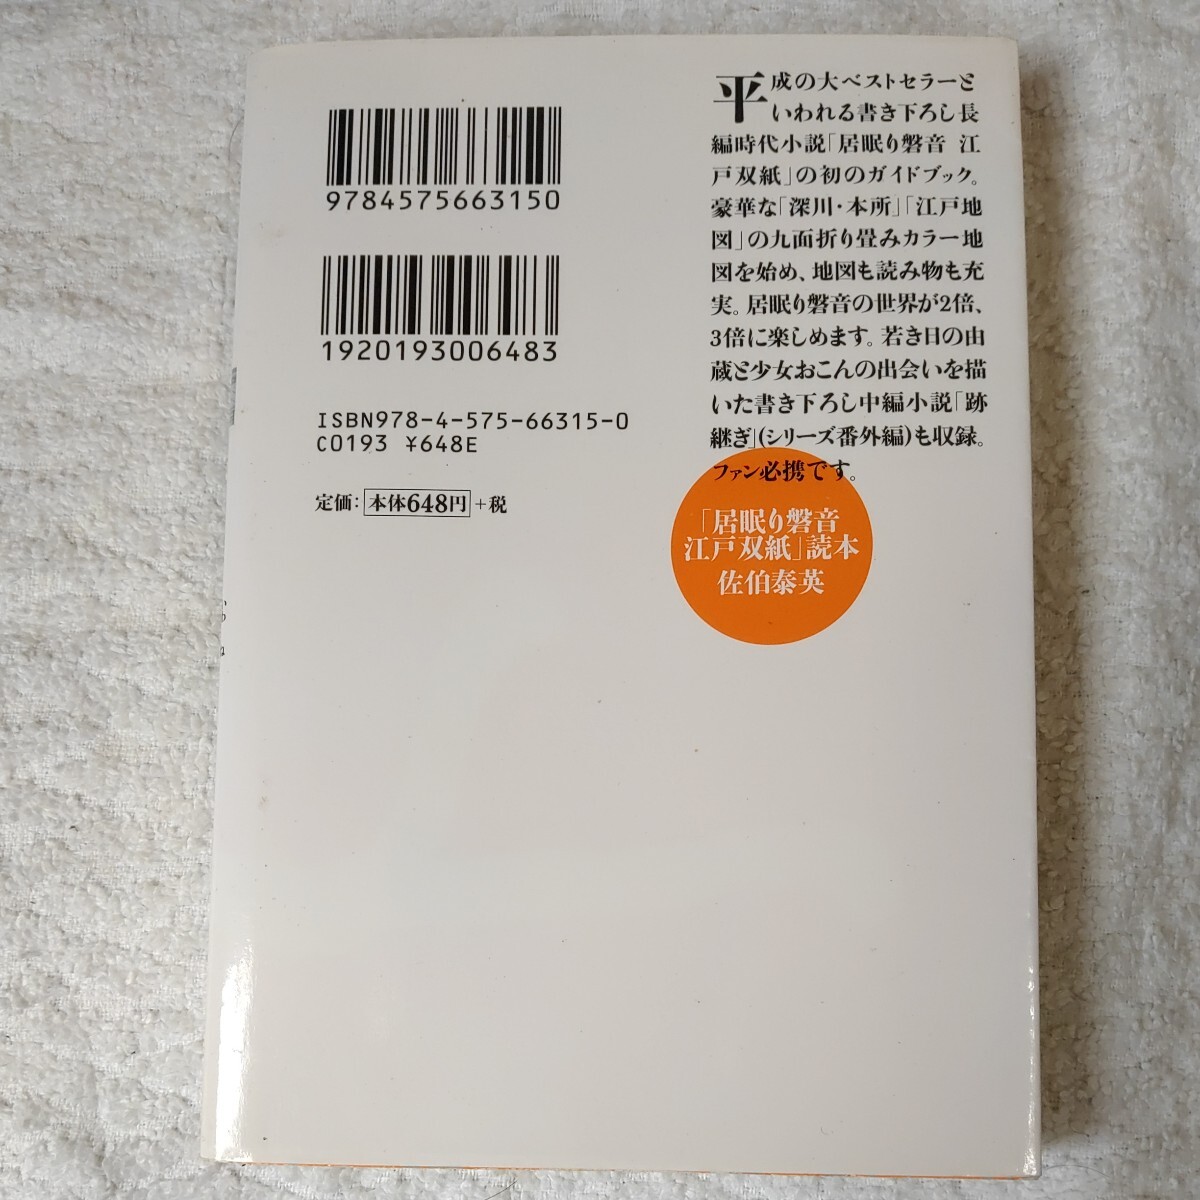 9784575663150
1920193006483
ISBN978-4-575-66315-0
C0193 ¥648E
定価：本体648円＋税
平成の大ベストセラーと
いわれる書き下ろし長
編時代小説「居眠り磐音 江
戸双紙」の初のガイドブック。
豪華な「深川・本所」「江戸地
図」の九面折り畳みカラー地
図を始め、地図も読み物も充
実。居眠り磐音の世界が2倍、
3倍に楽しめます。若き日の由
蔵と少女おこんの出会いを描
いた書き下ろし中編小説「跡
継ぎ」（シリーズ番外編）も収録。
ファン必携です。
「居眠り磐音
江戸双紙」読本
佐伯泰英